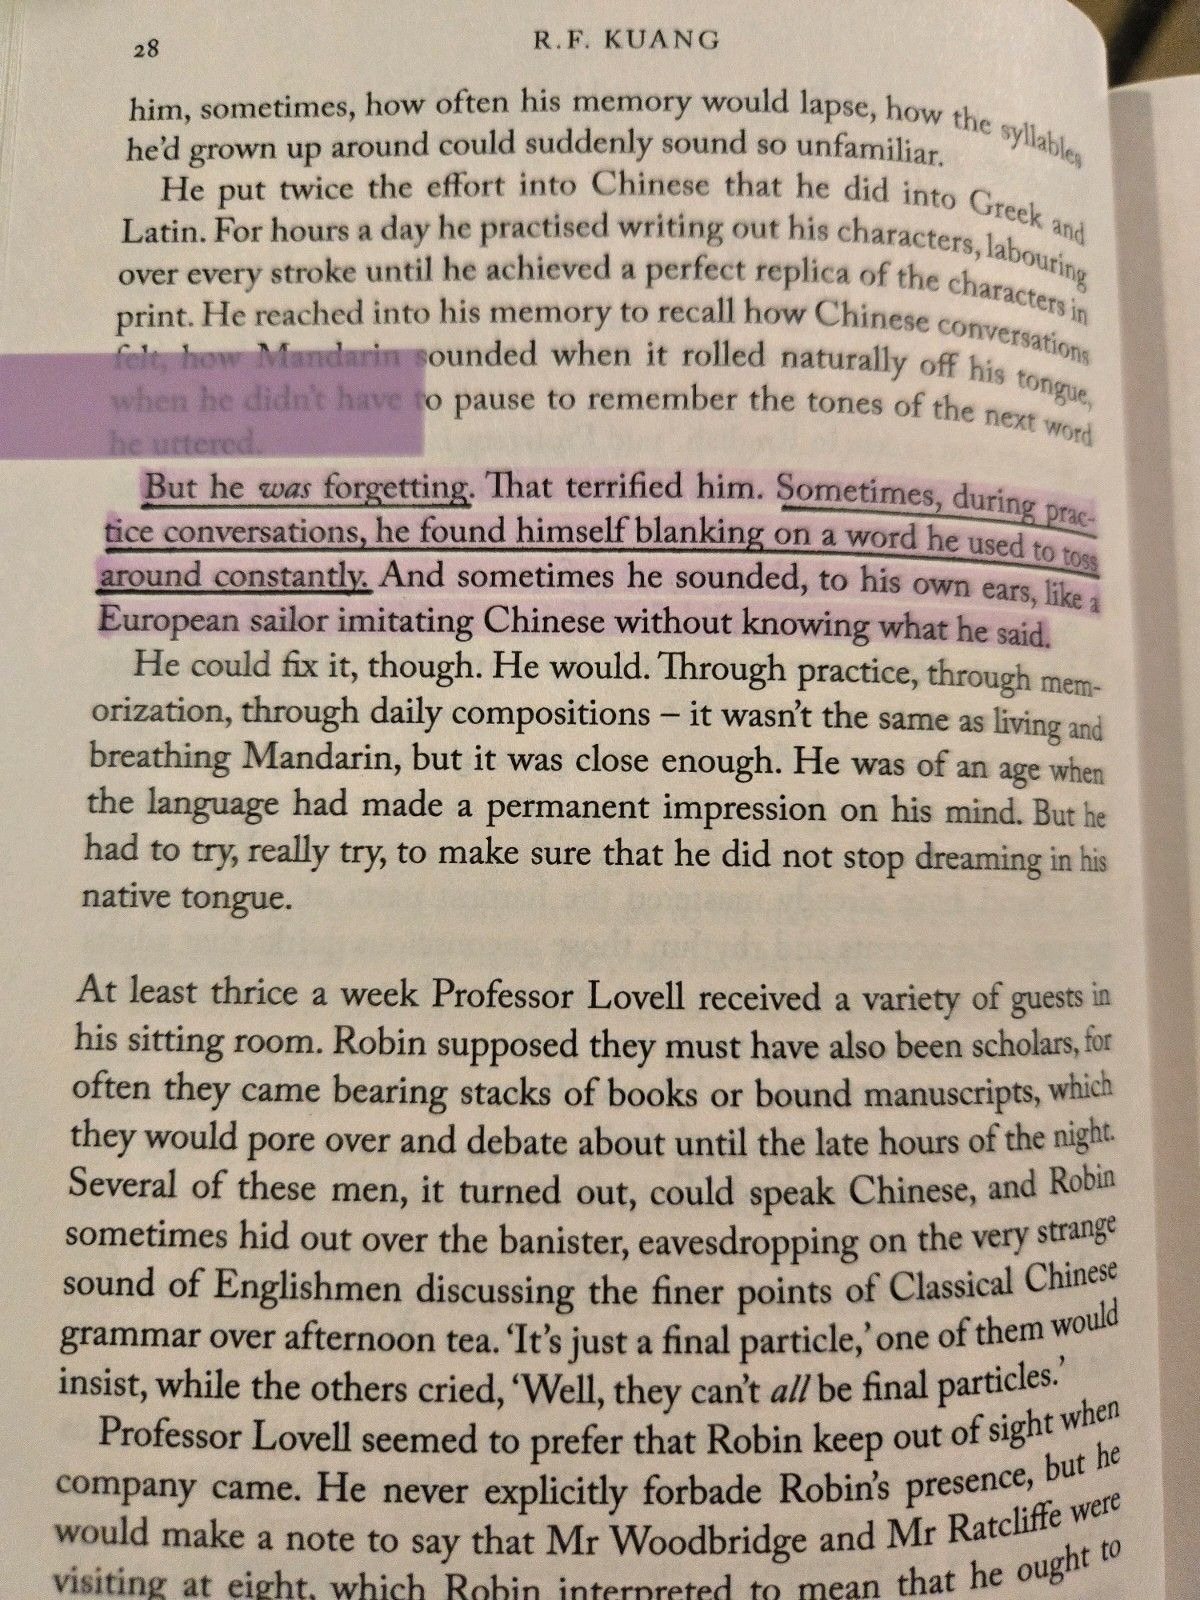 28
R.F. KUANG
him, sometimes, how often his memory would lapse, how the syllables
he'd grown up around could suddenly sound so unfamiliar.
He put twice the effort into Chinese that he did into Greek and
Latin. For hours a day he practised writing out his characters, labouring
over every stroke until he achieved a perfect replica of the characters in
print. He reached into his memory to recall how Chinese conversations
felt, how Mandarin sounded when it rolled naturally off his tongue,
when he didn't have to pause to remember the tones of the next word
he uttered.
But he was forgetting. That terrified him. Sometimes, during prac-
tice conversations, he found himself blanking on a word he used to toss
around constantly. And sometimes he sounded, to his own ears, like a
European sailor imitating Chinese without knowing what he said.
He could fix it, though. He would. Through practice, through mem-
orization, through daily compositions – it wasn't the same as living and
breathing Mandarin, but it was close enough. He was of an age when
the language had made a permanent impression on his mind. But he
had to try, really try, to make sure that he did not stop dreaming in his
native tongue.
At least thrice a week Professor Lovell received a variety of guests in
his sitting room. Robin supposed they must have also been scholars, for
often they came bearing stacks of books or bound manuscripts, which
they would pore over and debate about until the late hours of the night.
Several of these men, it turned out, could speak Chinese, and Robin
sometimes hid out over the banister, eavesdropping on the very strange
sound of Englishmen discussing the finer points of Classical Chinese
grammar over afternoon tea. 'It's just a final particle,' one of them would
insist, while the others cried, 'Well, they can't all be final particles.'
Professor Lovell seemed to prefer that Robin keep out of sight when
company came. He never explicitly forbade Robin's presence, but he
would make a note to say that Mr Woodbridge and Mr Ratcliffe were
visiting at eight, which Robin interpreted to mean that he ought to